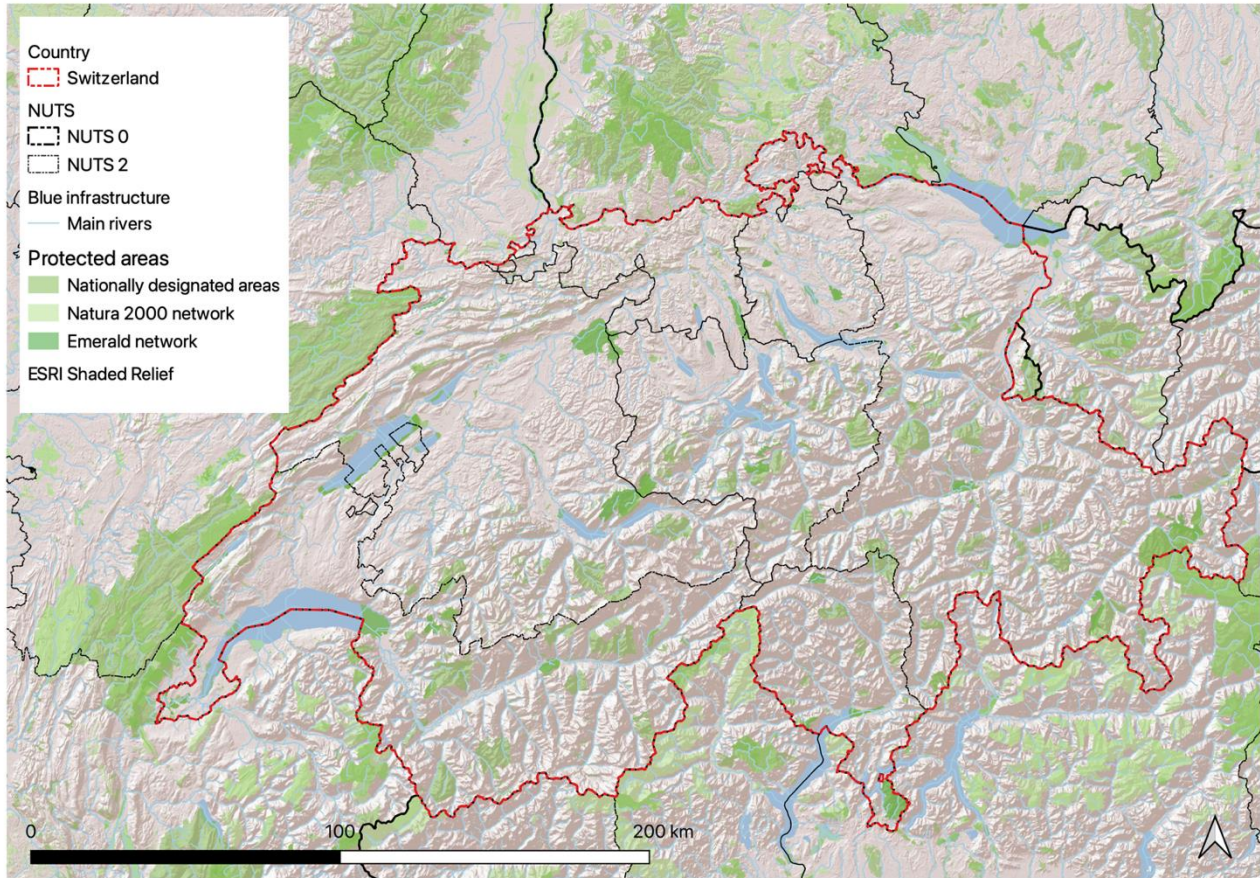 Country
Switzerland
NUTS
NUTS 0
NUTS 2
Blue infrastructure
Main rivers
Protected areas
Nationally designated areas
Natura 2000 network
Emerald network
ESRI Shaded Relief
0 100 200 km